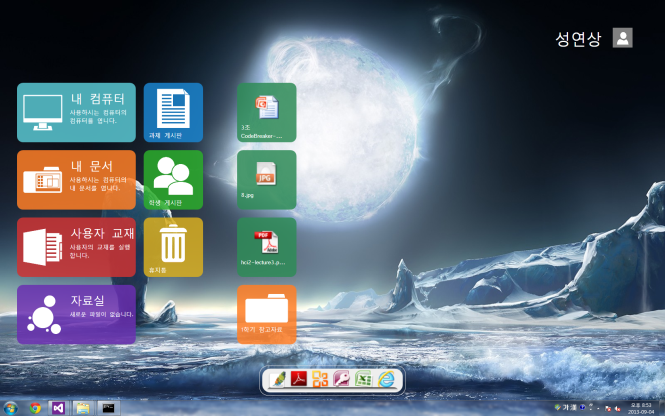 성연상
내 컴퓨터
사용하시는 컴퓨터의
컴퓨터를 엽니다.
과제 게시판
3조
CodeBreaker-...
내 문서
사용하시는 컴퓨터의
내 문서를 엽니다.
학생 게시판
JPG
8.jpg
사용자 교재
사용자의 교재를 실행
합니다.
휴지통
PDF
hci2-lecture3.p...
자료실
새로운 파일이 없습니다.
1학기 참고자료
오후 8:53
2013-09-04